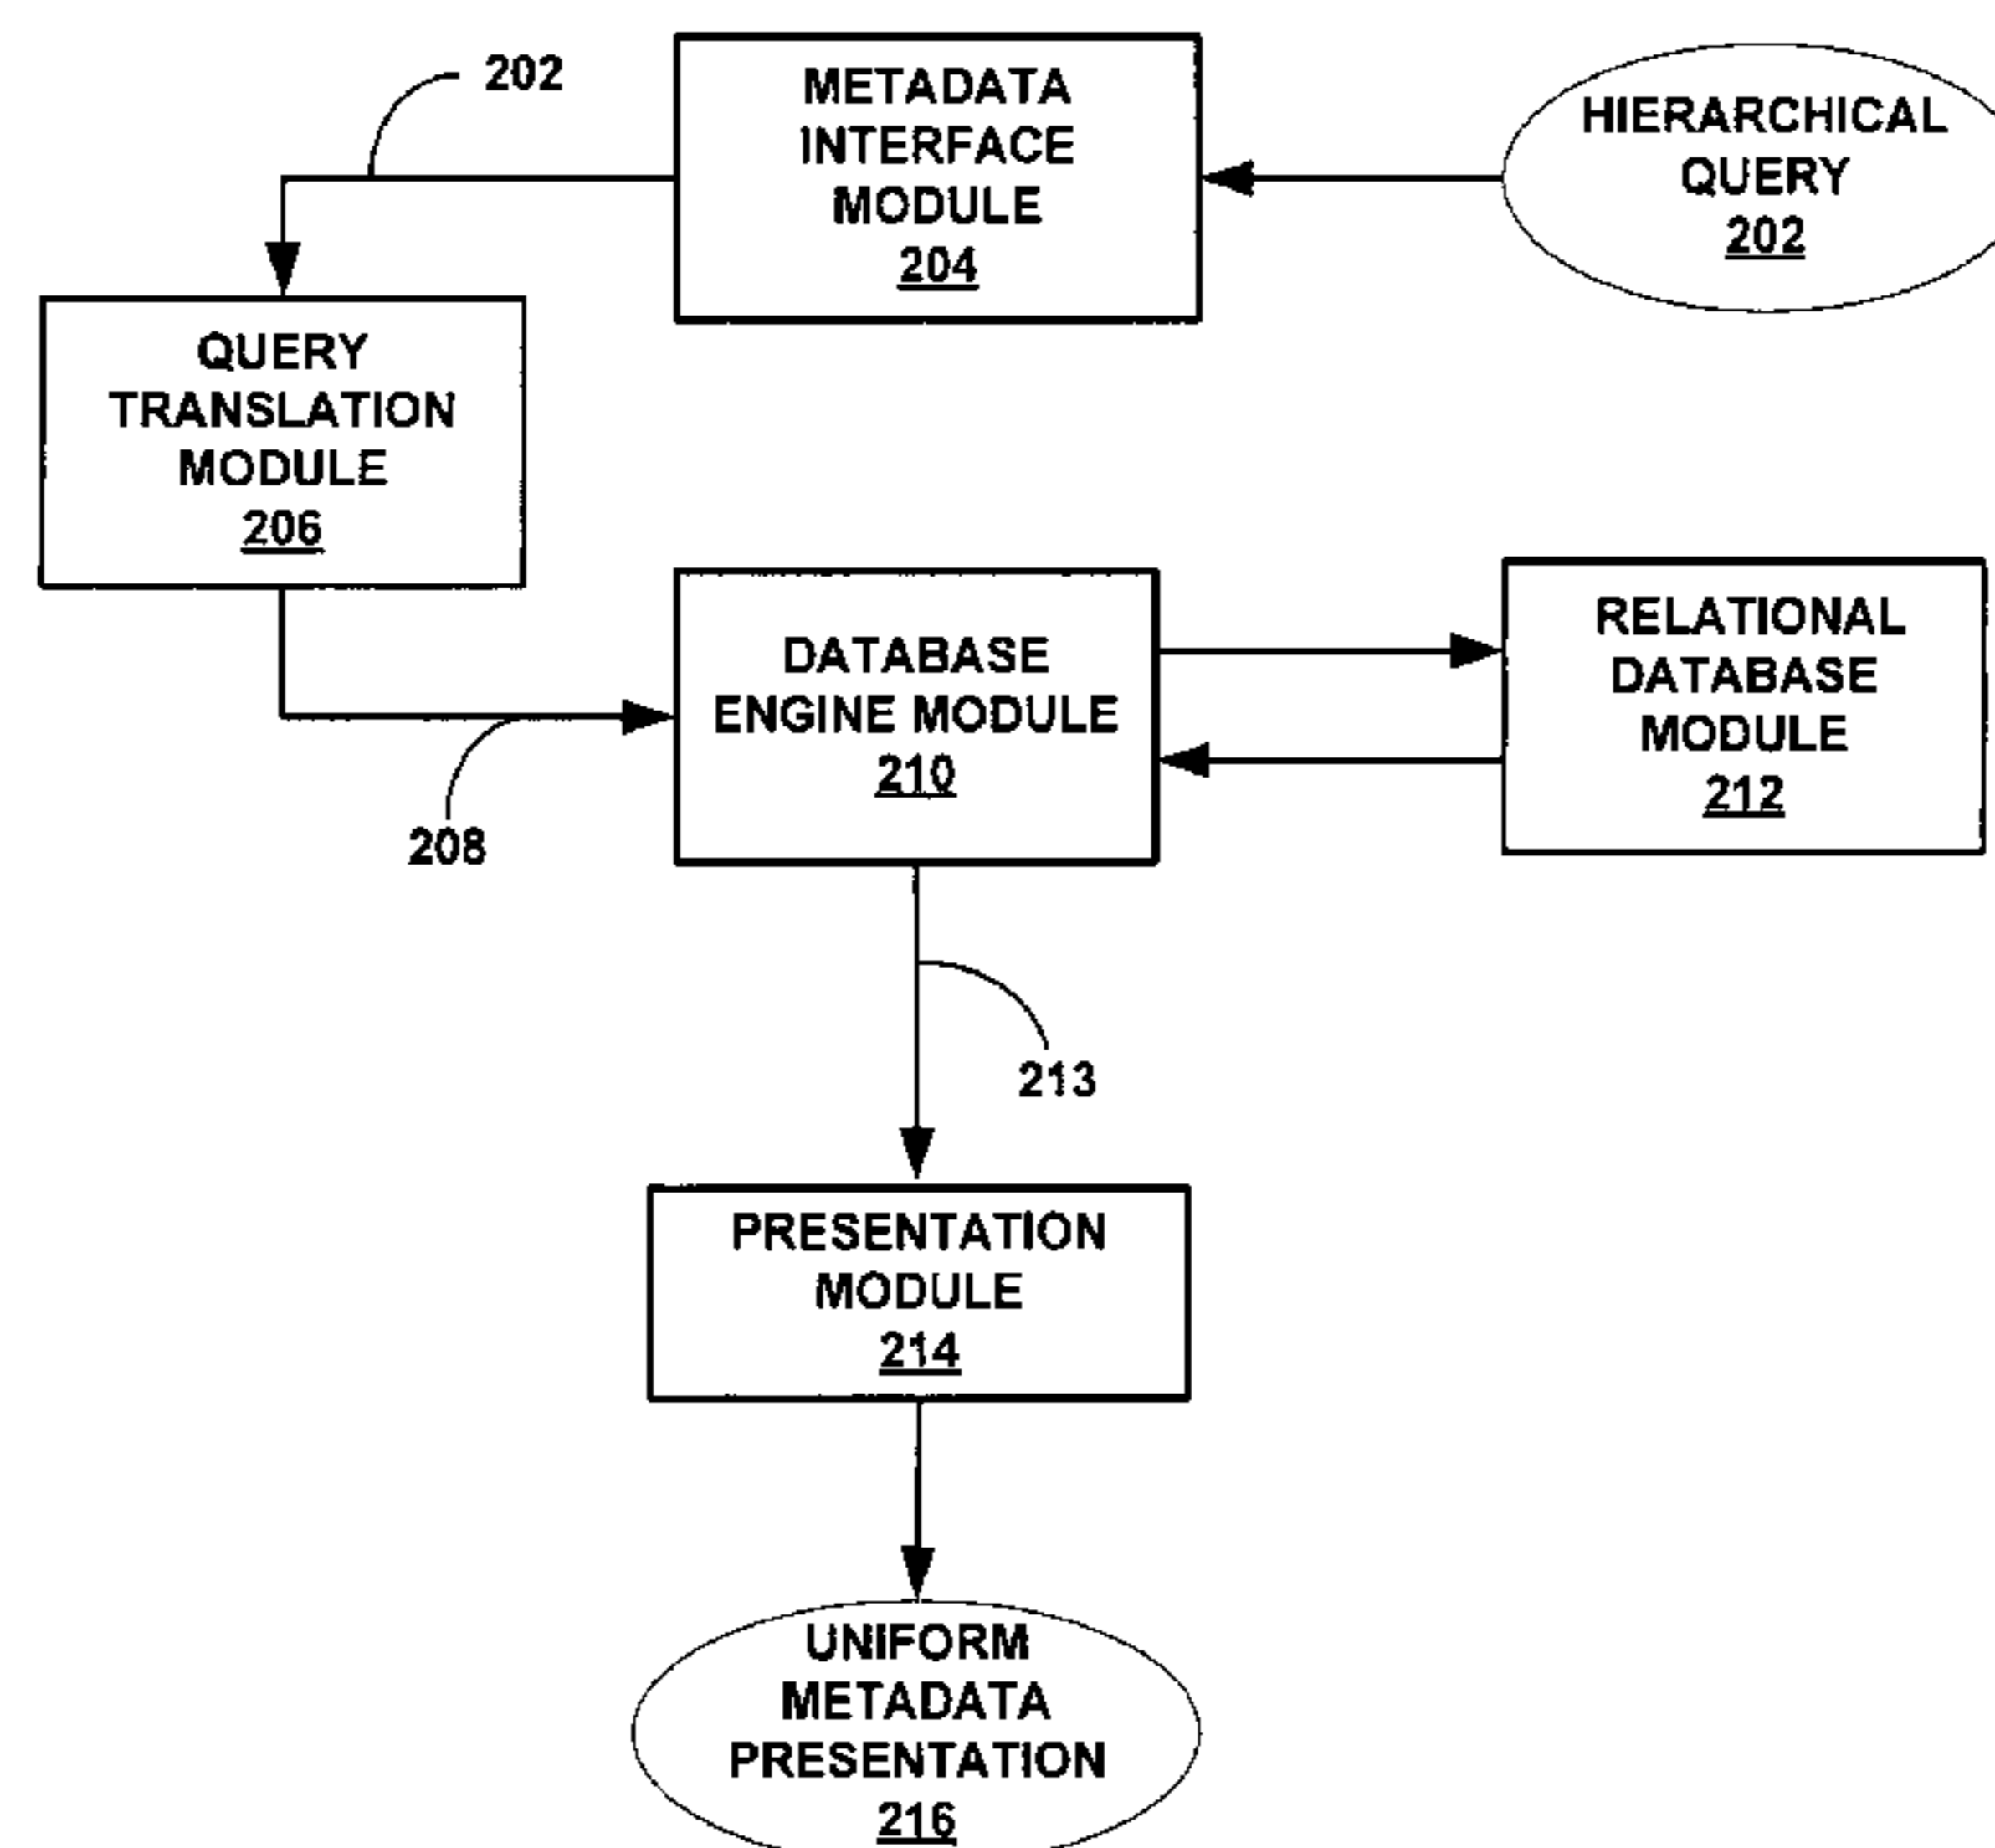 202
METADATA
INTERFACE
MODULE
204
HIERARCHICAL
QUERY
202
QUERY
TRANSLATION
MODULE
206
DATABASE
ENGINE MODULE
210
RELATIONAL
DATABASE
MODULE
212
208
213
PRESENTATION
MODULE
214
UNIFORM
METADATA
PRESENTATION
216